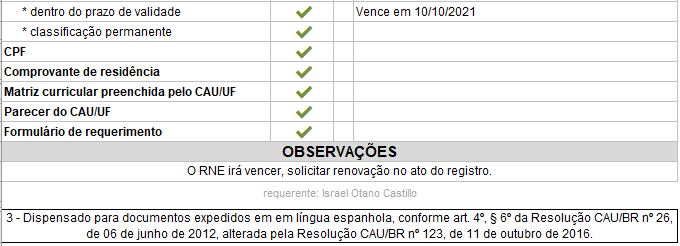 * dentro do prazo de validade Vence em 10/10/2021
* classificação permanente
CPF
Comprovante de residência
Matriz curricular preenchida pelo CAU/UF
Parecer do CAU/UF
Formulário de requerimento
OBSERVAÇÕES
O RNE irá vencer, solicitar renovação no ato do registro.
requerente: Israel Otano Castillo
3 - Dispensado para documentos expedidos em em língua espanhola, conforme art. 4º, § 6º da Resolução CAU/BR nº 26,
de 06 de junho de 2012, alterada pela Resolução CAU/BR nº 123, de 11 de outubro de 2016.